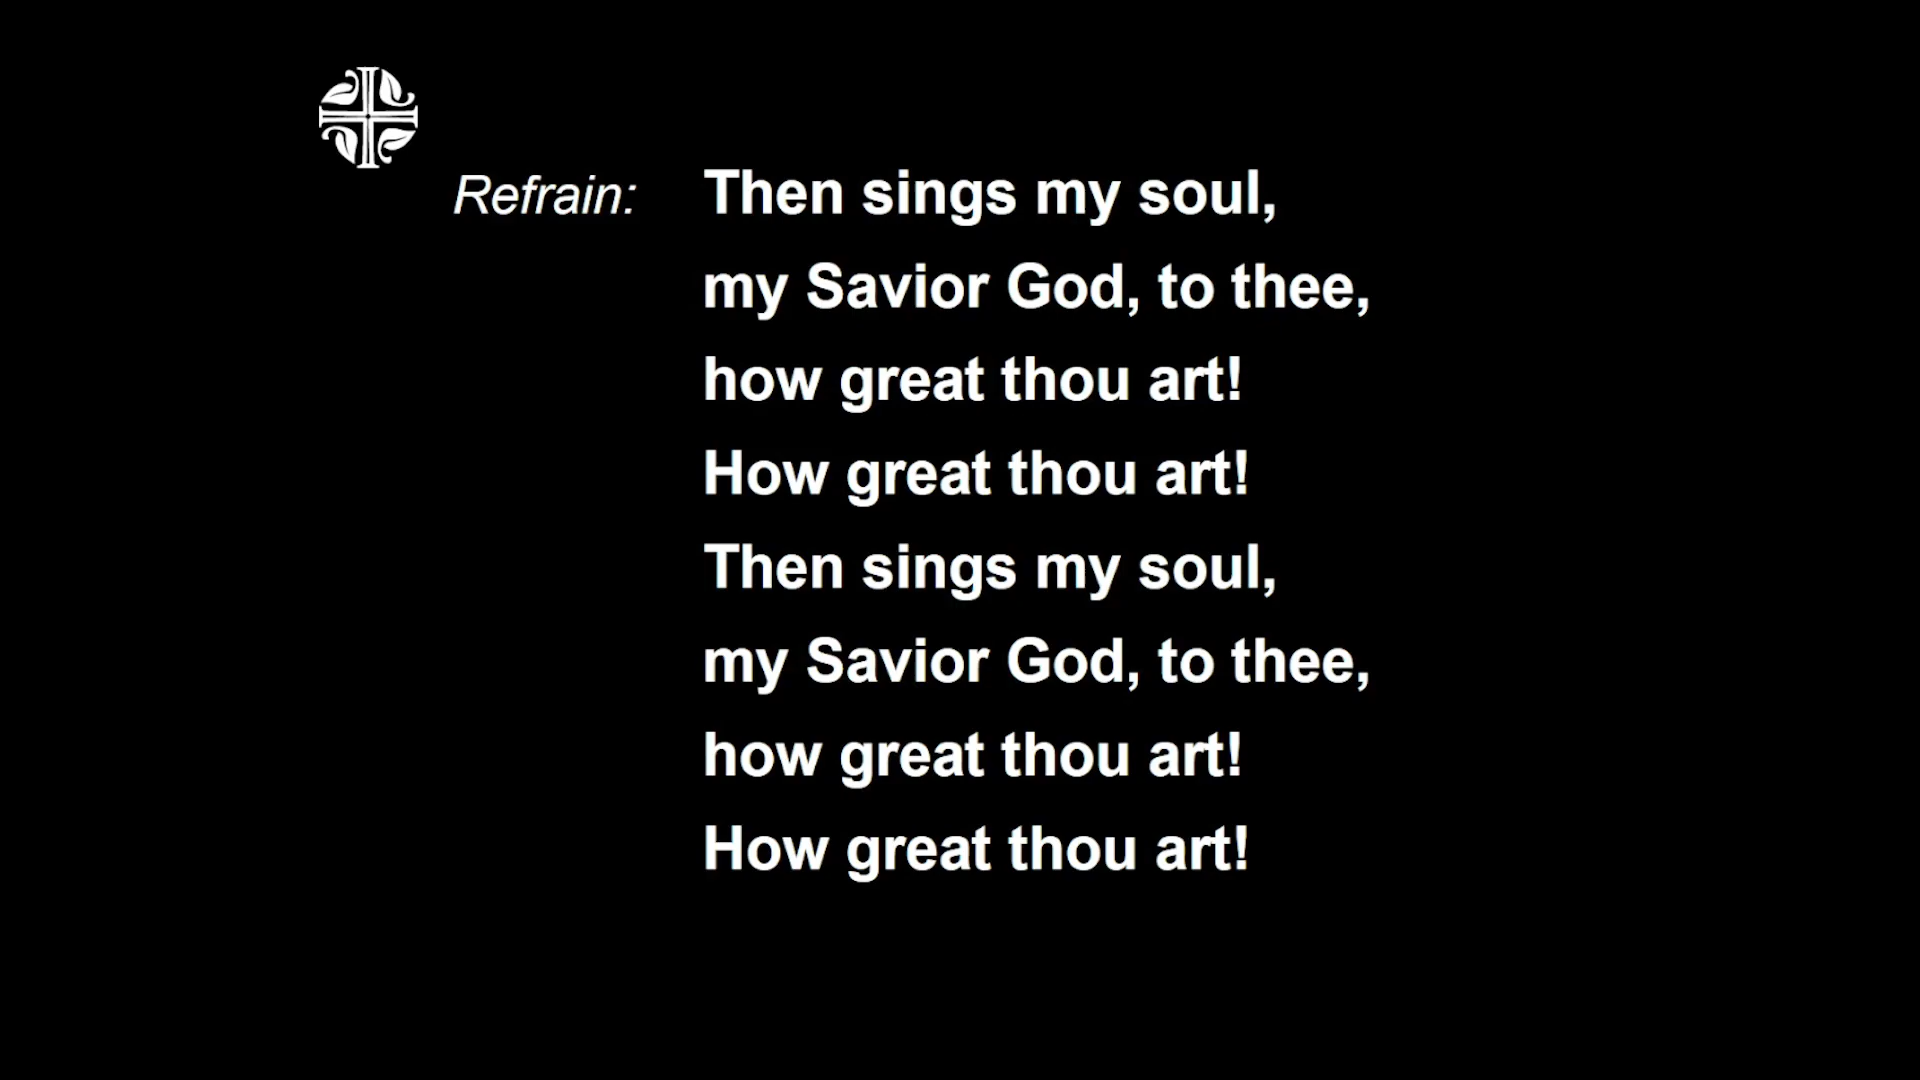 Refrain: Then sings my soul,
my Savior God, to thee,
how great thou art!
How great thou art!
Then sings my soul,
my Savior God, to thee,
how great thou art!
How great thou art!